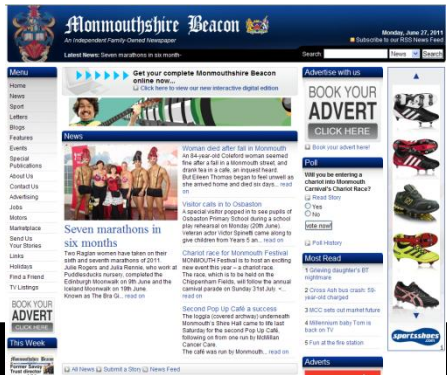 Monmouthshire Beacon
An Independent Family-Owned Newspaper
Monday, June 27, 2011
Subscribe to our RSS News Feed
Latest News: Seven marathons in six month-
Search
News
Search
Menu
Home
News
Sport
Letters
Blogs
Features
Events
Special
Publications
About Us
Contact Us
Advertising
Jobs
Motors
Marketplace
Send Us
Your Stories
Links
Holidays
Find a Friend
TV Listings
BOOK YOUR
ADVERT
CLICK HERE
This Week
Monmouthshire Beacon
Former Savoy
Trust director
Get your complete Monmouthshire Beacon
online now...
Click here to view our new interactive digital edition
News
Seven marathons in
six months
Two Raglan women have taken on their
sixth and seventh marathons of 2011.
Julie Rogers and Julia Rennie, who work at
Puddleducks nursery, completed the
Edinburgh Moonwalk on 9th June and the
Iceland Moonwalk on 18th June.
Known as The Bra Gi... read on
Woman died after fall in Monmouth
An 84-year-old Coleford woman seemed
fine after a fall in a Monmouth street, and
drank tea in a cafe, an inquest heard.
But Eileen Thomas began to feel unwell as
she arrived home and died six days... read
on
Visitor calls in to Osbaston
A special visitor popped in to see pupils of
Osbaston Primary School during a school
play rehearsal on Monday (20th June).
Veteran actor Victor Spinetti came along to
give children from Years 5 an... read on
Chariot race for Monmouth Festival
MONMOUTH Festival is to host an exciting
new event this year – a chariot race.
The race, which is to be held on the
Chippenham Fields, will follow the annual
carnival parade on Sunday 31st July
read on
Second Pop Up Café a success
The loggia (covered archway) underneath
Monmouth's Shire Hall came to life last
Saturday for the second Pop Up Café,
following on from one run by McMillan
Cancer Care.
The café was run by Monmouth... read on
All News
Submit a Story
News Feed
Advertise with us
BOOK YOUR
ADVERT
CLICK HERE
Book your advert here!
Poll
Will you be entering a
chariot into Monmouth
Carnival's Chariot Race?
Read Story
Yes
No
vote now!
Poll History
Most Read
1 Grieving daughter's BT
nightmare
2 Cross Ash bus crash: 59-
year-old charged
3 MCC sets out market future
4 Millennium baby Tom is
back on TV
5 Fun at the fire station
Adverts
sportsshoes